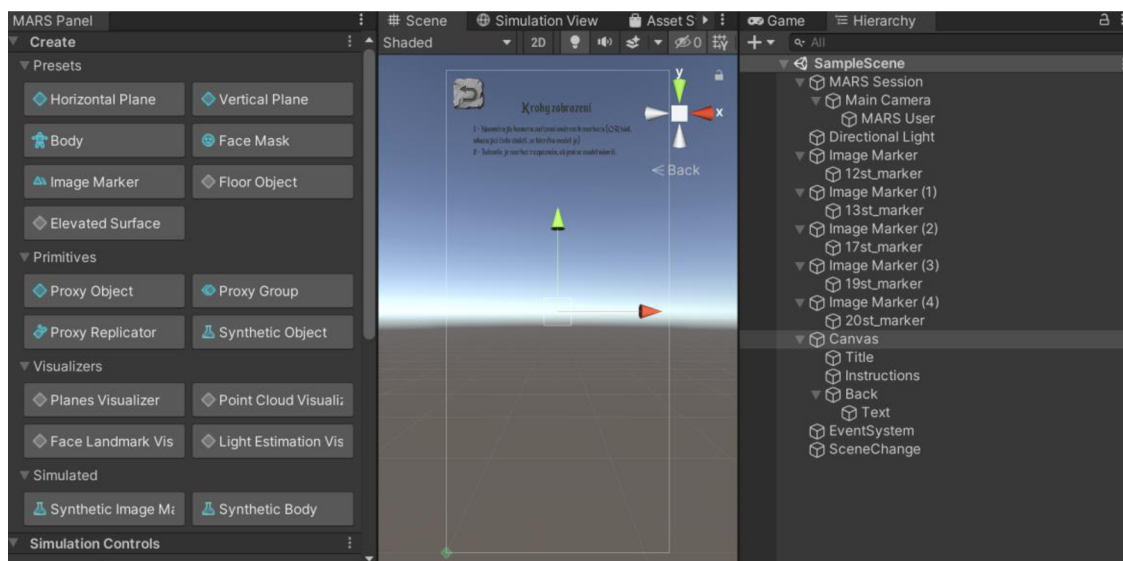 MARS Panel
Create
Presets
Horizontal Plane
Vertical Plane
Body
Face Mask
Image Marker
Floor Object
Elevated Surface
Primitives
Proxy Object
Proxy Group
Proxy Replicator
Synthetic Object
Visualizers
Planes Visualizer
Point Cloud Visuali
Face Landmark Vis
Light Estimation Vis
Simulated
Synthetic Image Ma
Synthetic Body
Simulation Controls
Scene
Simulation View
Asset S
Shaded
2D
0
Kroky zobrazení
1 -
2 -
y
x
Back
Game
Hierarchy
All
SampleScene
MARS Session
Main Camera
MARS User
Directional Light
Image Marker
12st_marker
Image Marker (1)
13st_marker
Image Marker (2)
17st_marker
Image Marker (3)
19st_marker
Image Marker (4)
20st_marker
Canvas
Title
Instructions
Back
Text
EventSystem
SceneChange